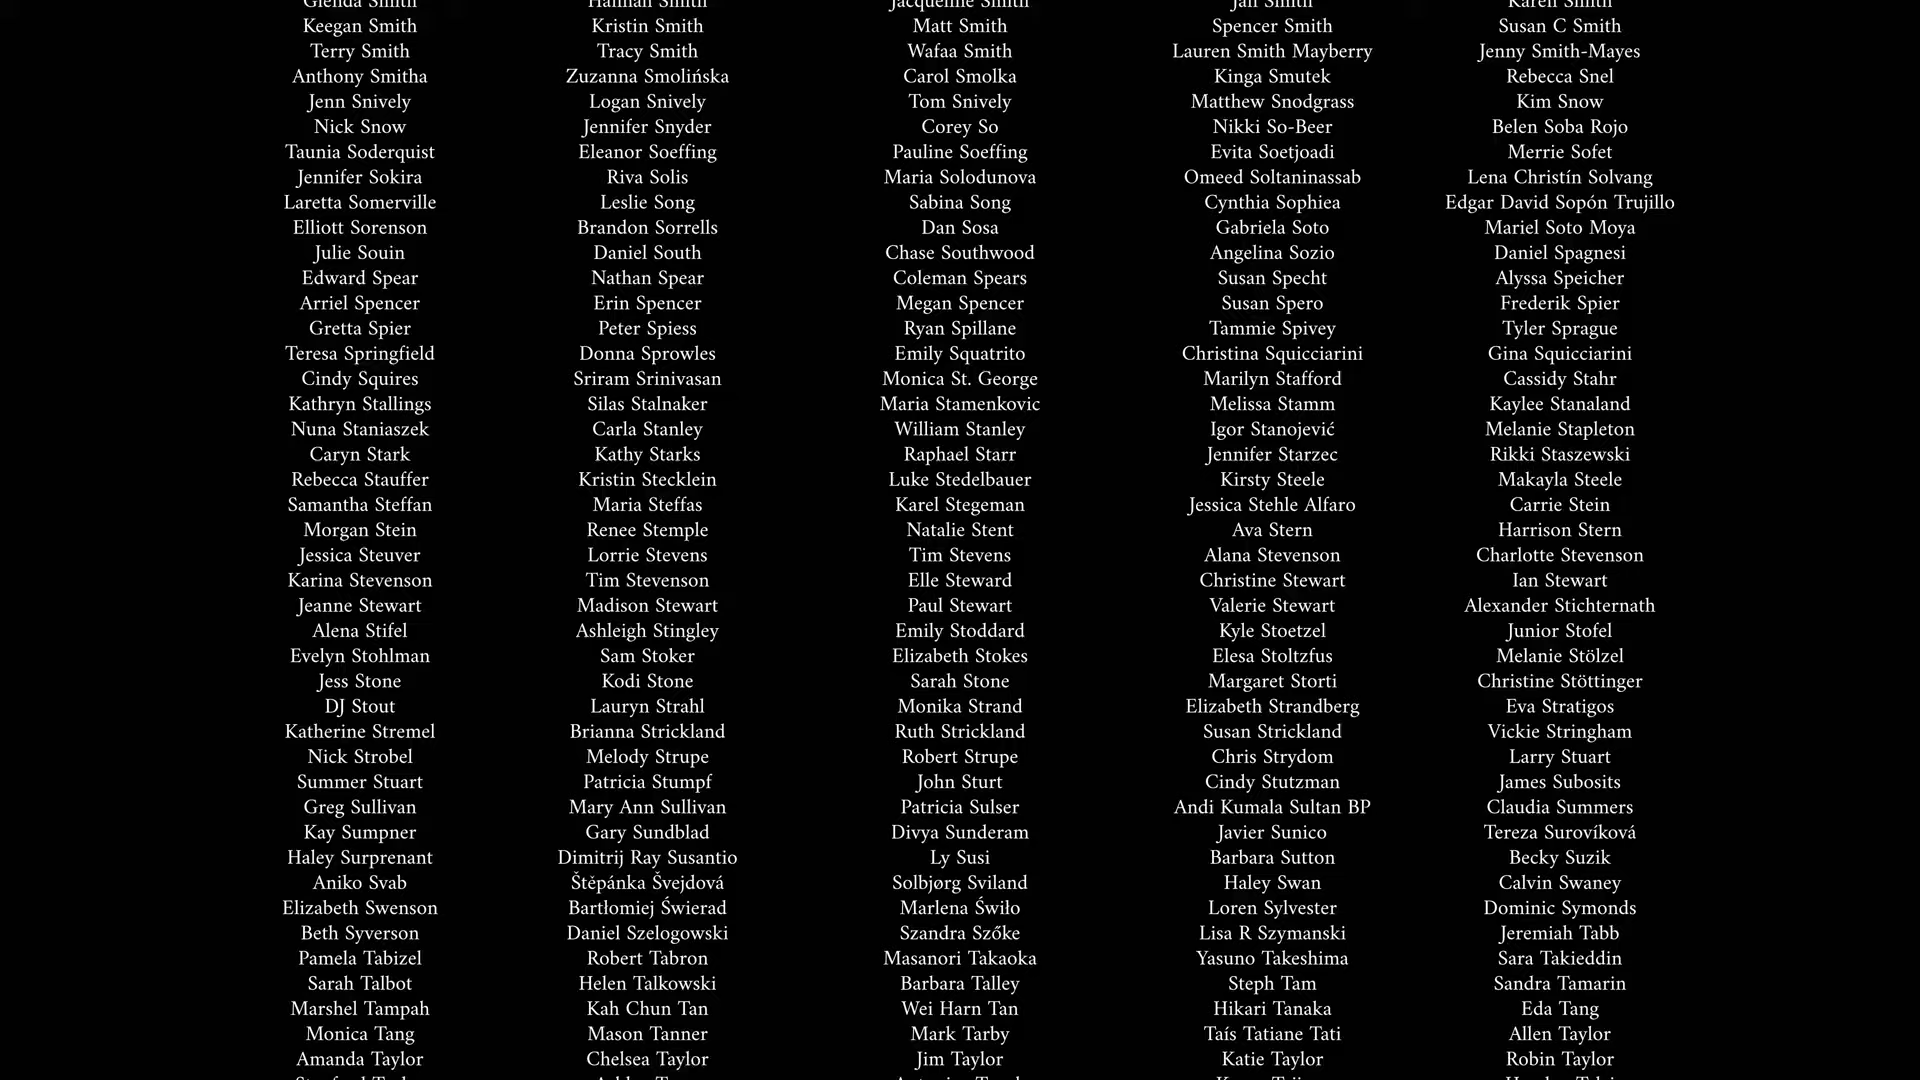 Glenda Smith Hannah Smith Jacqueline Smith Jan Smith Karen Smith
Keegan Smith Kristin Smith Matt Smith Spencer Smith Susan C Smith
Terry Smith Tracy Smith Wafaa Smith Lauren Smith Mayberry Jenny Smith-Mayes
Anthony Smitha Zuzanna Smolińska Carol Smolka Kinga Smutek Rebecca Snel
Jenn Snively Logan Snively Tom Snively Matthew Snodgrass Kim Snow
Nick Snow Jennifer Snyder Corey So Nikki So-Beer Belen Soba Rojo
Taunia Soderquist Eleanor Soeffing Pauline Soeffing Evita Soetjoadi Merrie Sofet
Jennifer Sokira Riva Solis Maria Solodunova Omeed Soltaninassab Lena Christín Solvang
Laretta Somerville Leslie Song Sabina Song Cynthia Sophiea Edgar David Sopón Trujillo
Elliott Sorenson Brandon Sorrells Dan Sosa Gabriela Soto Mariel Soto Moya
Julie Souin Daniel South Chase Southwood Angelina Sozio Daniel Spagnesi
Edward Spear Nathan Spear Coleman Spears Susan Specht Alyssa Speicher
Arriel Spencer Erin Spencer Megan Spencer Susan Spero Frederik Spier
Gretta Spier Peter Spiess Ryan Spillane Tammie Spivey Tyler Sprague
Teresa Springfield Donna Sprowles Emily Squatrito Christina Squicciarini Gina Squicciarini
Cindy Squires Sriram Srinivasan Monica St. George Marilyn Stafford Cassidy Stahr
Kathryn Stallings Silas Stalnaker Maria Stamenkovic Melissa Stamm Kaylee Stanaland
Nuna Staniaszek Carla Stanley William Stanley Igor Stanojević Melanie Stapleton
Caryn Stark Kathy Starks Raphael Starr Jennifer Starzec Rikki Staszewski
Rebecca Stauffer Kristin Stecklein Luke Stedelbauer Kirsty Steele Makayla Steele
Samantha Steffan Maria Steffas Karel Stegeman Jessica Stehle Alfaro Carrie Stein
Morgan Stein Renee Stemple Natalie Stent Ava Stern Harrison Stern
Jessica Steuver Lorrie Stevens Tim Stevens Alana Stevenson Charlotte Stevenson
Karina Stevenson Tim Stevenson Elle Steward Christine Stewart Ian Stewart
Jeanne Stewart Madison Stewart Paul Stewart Valerie Stewart Alexander Stichternath
Alena Stifel Ashleigh Stingley Emily Stoddard Kyle Stoetzel Junior Stofel
Evelyn Stohlman Sam Stoker Elizabeth Stokes Elesa Stoltzfus Melanie Stölzel
Jess Stone Kodi Stone Sarah Stone Margaret Storti Christine Stöttinger
DJ Stout Lauryn Strahl Monika Strand Elizabeth Strandberg Eva Stratigos
Katherine Stremel Brianna Strickland Ruth Strickland Susan Strickland Vickie Stringham
Nick Strobel Melody Strupe Robert Strupe Chris Strydom Larry Stuart
Summer Stuart Patricia Stumpf John Sturt Cindy Stutzman James Subosits
Greg Sullivan Mary Ann Sullivan Patricia Sulser Andi Kumala Sultan BP Claudia Summers
Kay Sumpner Gary Sundblad Divya Sunderam Javier Sunico Tereza Surovíková
Haley Surprenant Dimitrij Ray Susantio Ly Susi Barbara Sutton Becky Suzik
Aniko Svab Štěpánka Švejdová Solbjørg Sviland Haley Swan Calvin Swaney
Elizabeth Swenson Bartłomiej Świerad Marlena Świło Loren Sylvester Dominic Symonds
Beth Syverson Daniel Szelogowski Szandra Szőke Lisa R Szymanski Jeremiah Tabb
Pamela Tabizel Robert Tabron Masanori Takaoka Yasuno Takeshima Sara Takieddin
Sarah Talbot Helen Talkowski Barbara Talley Steph Tam Sandra Tamarin
Marshel Tampah Kah Chun Tan Wei Harn Tan Hikari Tanaka Eda Tang
Monica Tang Mason Tanner Mark Tarby Taís Tatiane Tati Allen Taylor
Amanda Taylor Chelsea Taylor Jim Taylor Katie Taylor Robin Taylor